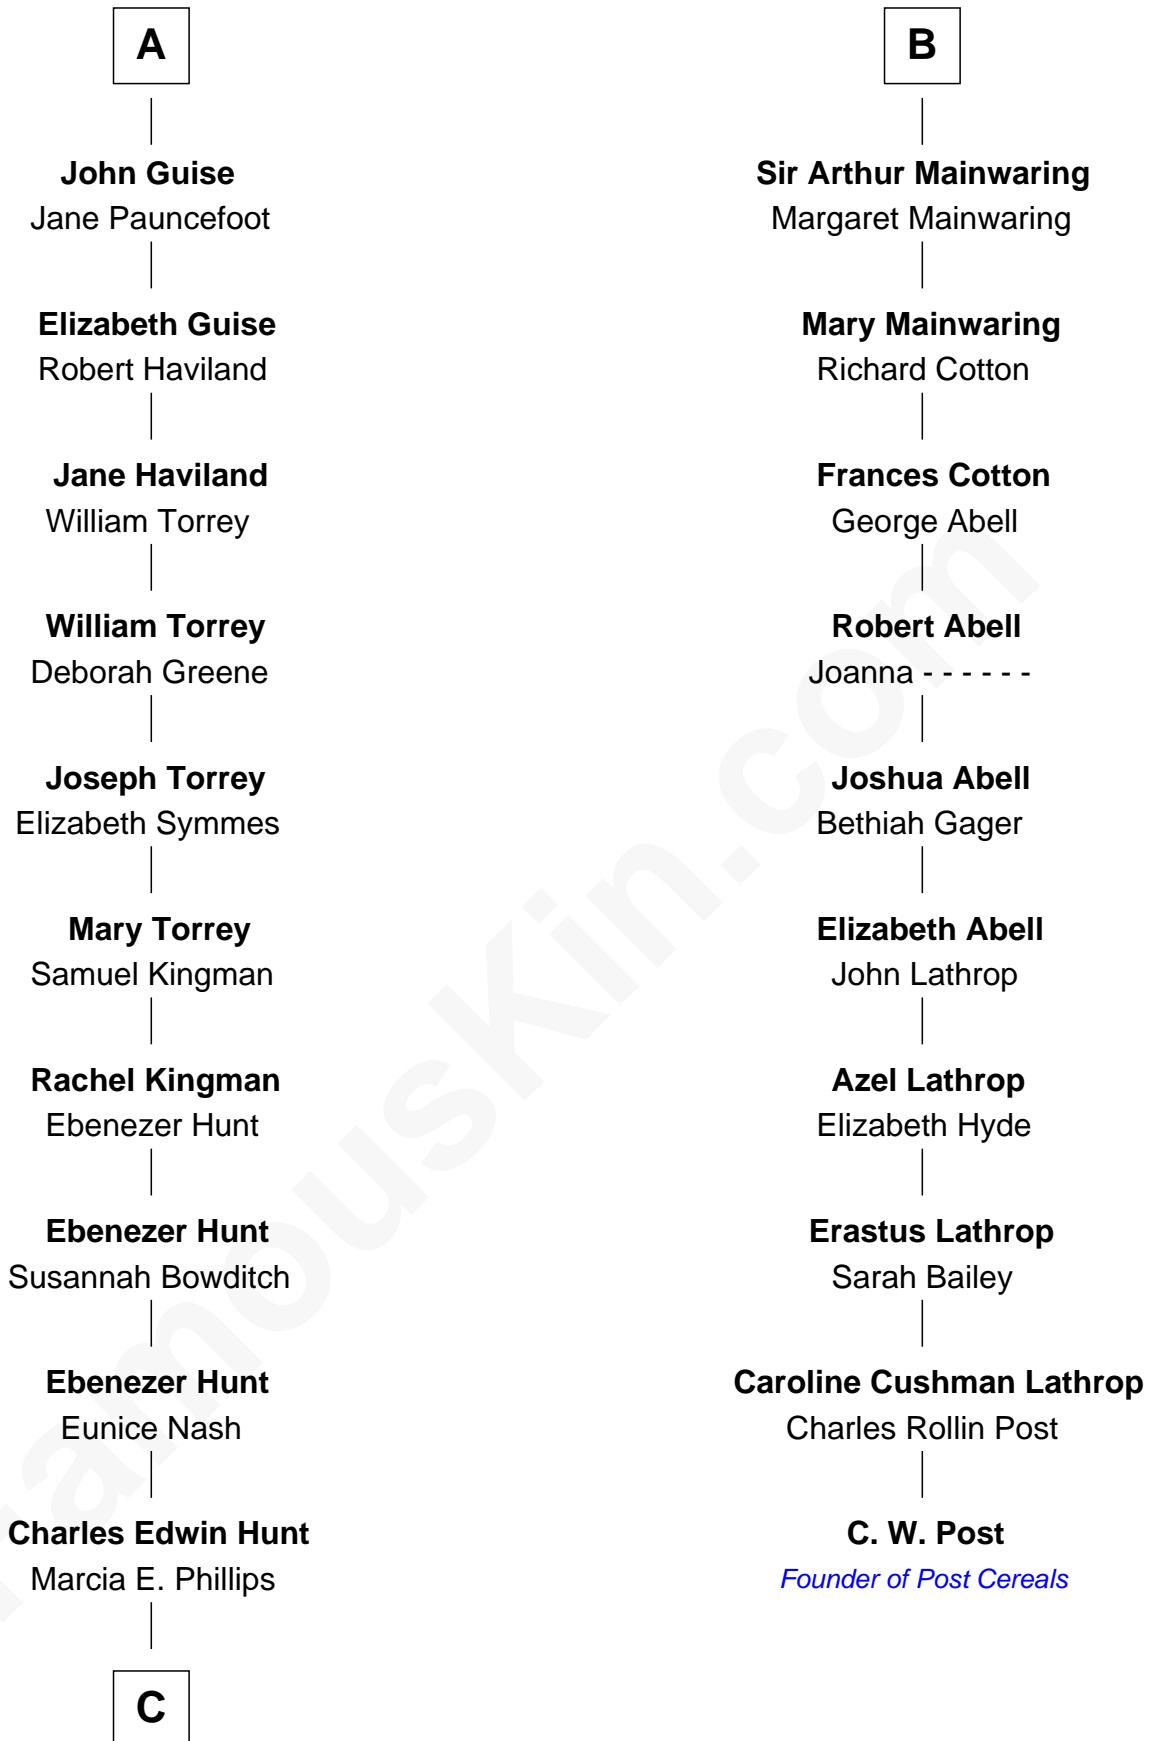 A
John Guise
Jane Pauncefoot
Elizabeth Guise
Robert Haviland
Jane Haviland
William Torrey
William Torrey
Deborah Greene
Joseph Torrey
Elizabeth Symmes
Mary Torrey
Samuel Kingman
Rachel Kingman
Ebenezer Hunt
Ebenezer Hunt
Susannah Bowditch
Ebenezer Hunt
Eunice Nash
Charles Edwin Hunt
Marcia E. Phillips
C
B
Sir Arthur Mainwaring
Margaret Mainwaring
Mary Mainwaring
Richard Cotton
Frances Cotton
George Abell
Robert Abell
Joanna - - - - - -
Joshua Abell
Bethiah Gager
Elizabeth Abell
John Lathrop
Azel Lathrop
Elizabeth Hyde
Erastus Lathrop
Sarah Bailey
Caroline Cushman Lathrop
Charles Rollin Post
C. W. Post
Founder of Post Cereals
FamousKin.com